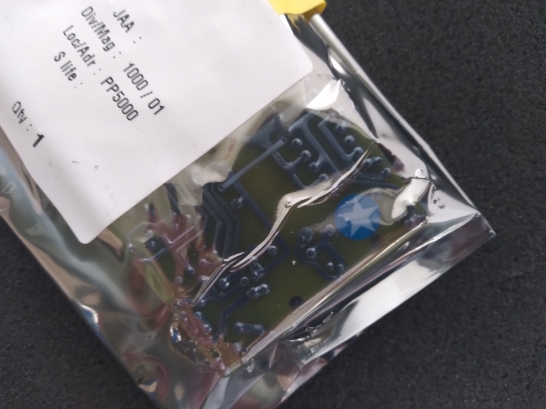 JAA :
Div/Mag : 1000 / 01
Loc/Adr : PP5000
S life :
Qty : 1